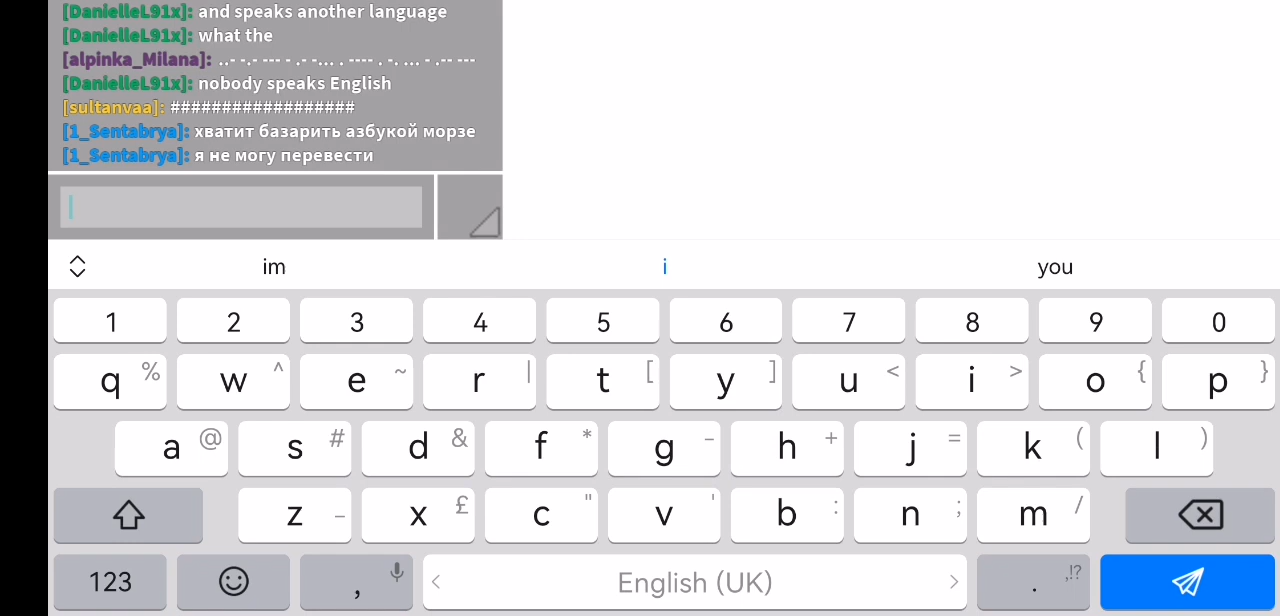 [DanielleL91x]: and speaks another language
[DanielleL91x]: what the
[alpinka_Milana]: ..- -.- --- - .- -... . ---- . -. ... - .-- ---
[DanielleL91x]: nobody speaks English
[sultanvaa]: ##################
[1_Sentabrya]: хватит базарить азбукой морзе
[1_Sentabrya]: я не могу перевести
im i you
1 2 3 4 5 6 7 8 9 0
q % w ^ e ~ r | t [ y ] u < i > o { p }
a @ s # d & f * g - h + j = k ( l )
z _ x £ c " v ' b : n ; m /
123 , < English (UK) > . ,!?